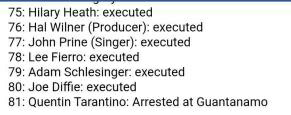 75: Hilary Heath: executed
76: Hal Wilner (Producer): executed
77: John Prine (Singer): executed
78: Lee Fierro: executed
79: Adam Schlesinger: executed
80: Joe Diffie: executed
81: Quentin Tarantino: Arrested at Guantanamo